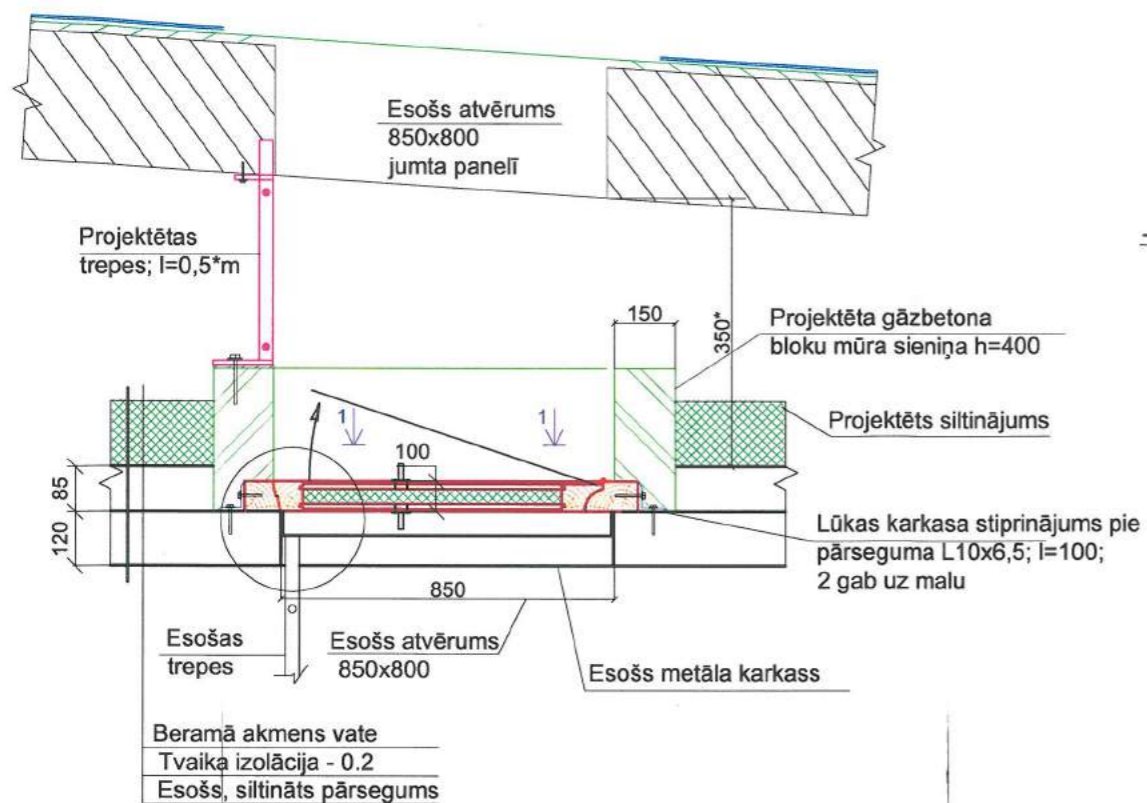 Esošs atvērums
850x800
jumta panelī
Projektētas
trepes; l=0,5*m
150
350*
Projektēta gāzbetona
bloku mūra sieniņa h=400
Projektēts siltinājums
1
1
100
85
120
Lūkas karkasa stiprinājums pie
pārseguma L10x6,5; l=100;
2 gab uz malu
850
Esošas
trepes
Esošs atvērums
850x800
Esošs metāla karkass
Beramā akmens vate
Tvaika izolācija - 0.2
Esošs, siltināts pārsegums